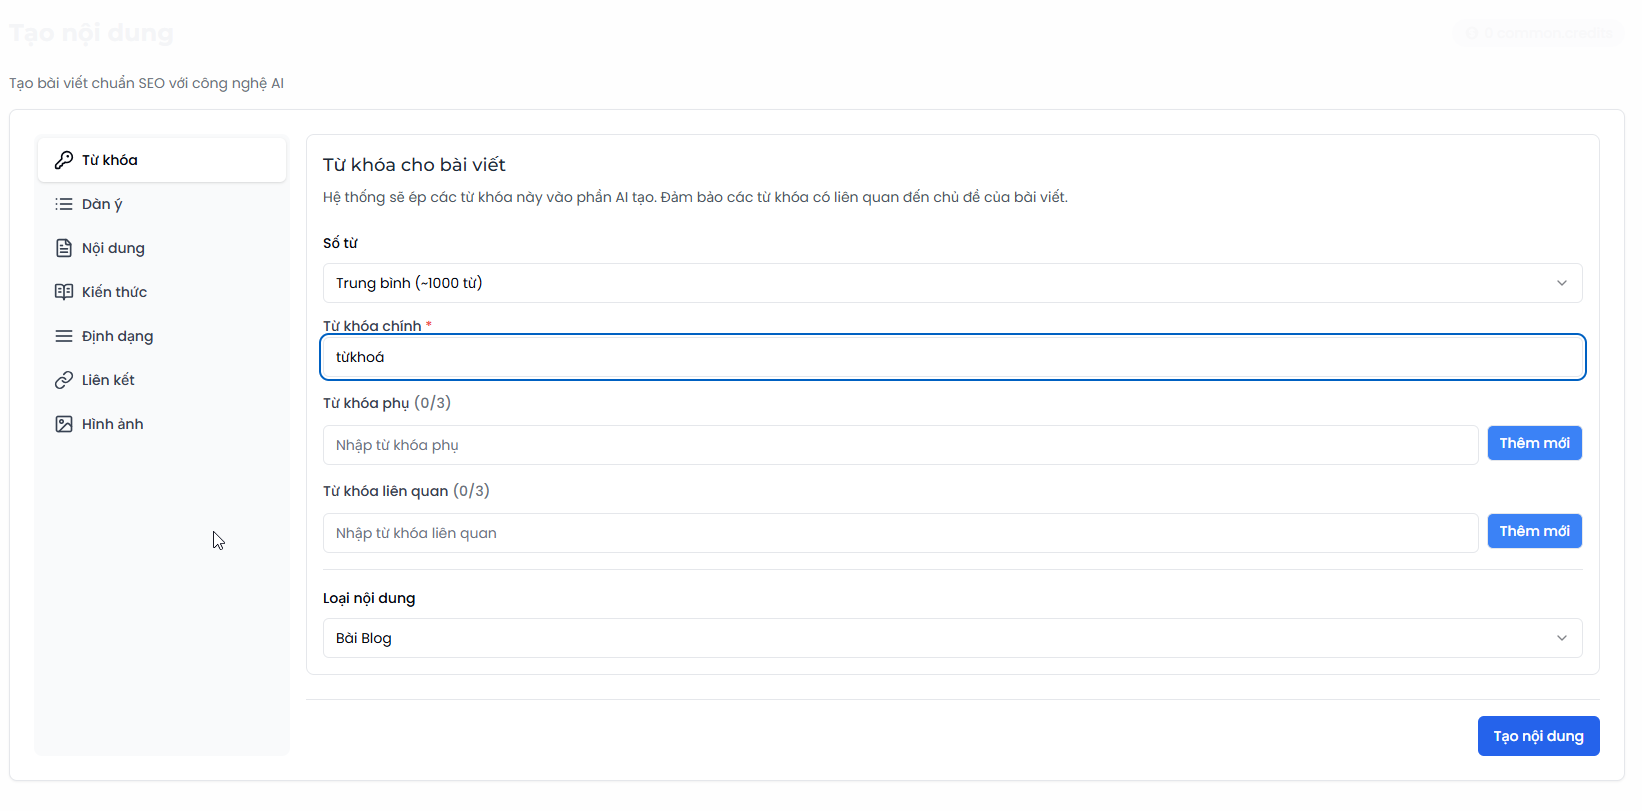 Tạo nội dung
0 common credits
Tạo bài viết chuẩn SEO với công nghệ AI
Từ khóa
Dàn ý
Nội dung
Kiến thức
Định dạng
Liên kết
Hình ảnh
Từ khóa cho bài viết
Hệ thống sẽ ép các từ khóa này vào phần AI tạo. Đảm bảo các từ khóa có liên quan đến chủ đề của bài viết.
Số từ
Trung bình (~1000 từ)
Từ khóa chính *
từkhoá
Từ khóa phụ (0/3)
Nhập từ khóa phụ
Thêm mới
Từ khóa liên quan (0/3)
Nhập từ khóa liên quan
Thêm mới
Loại nội dung
Bài Blog
Tạo nội dung